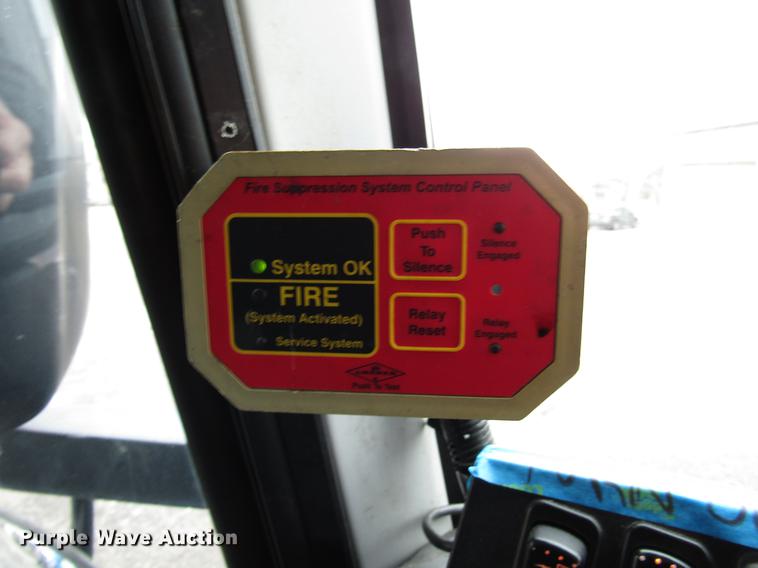 Fire Suppression System Control Panel
System OK
FIRE
(System Activated)
Service System
Push
To
Silence
Relay
Reset
Silence
Engaged
Relay
Engaged
Push To Test
Purple Wave Auction